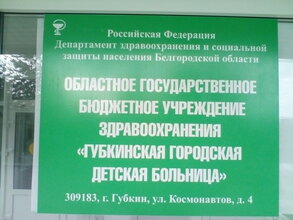 Российская Федерация
Департамент здравоохранения и социальной
защиты населения Белгородской области
ОБЛАСТНОЕ ГОСУДАРСТВЕННОЕ
БЮДЖЕТНОЕ УЧРЕЖДЕНИЕ
ЗДРАВООХРАНЕНИЯ
«ГУБКИНСКАЯ ГОРОДСКАЯ
ДЕТСКАЯ БОЛЬНИЦА»
309183, г. Губкин, ул. Космонавтов, д. 4